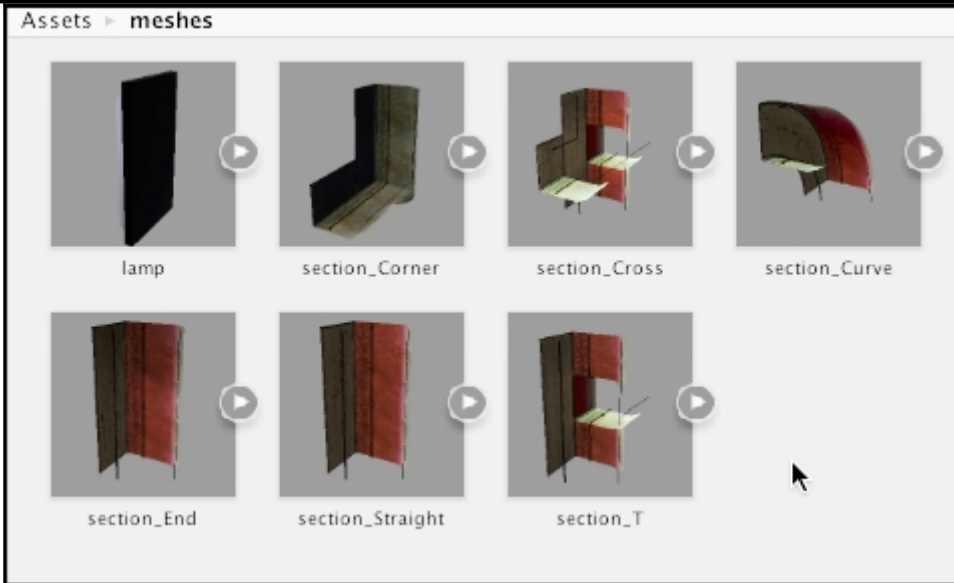 Assets ▸ meshes
lamp
section_Corner
section_Cross
section_Curve
section_End
section_Straight
section_T